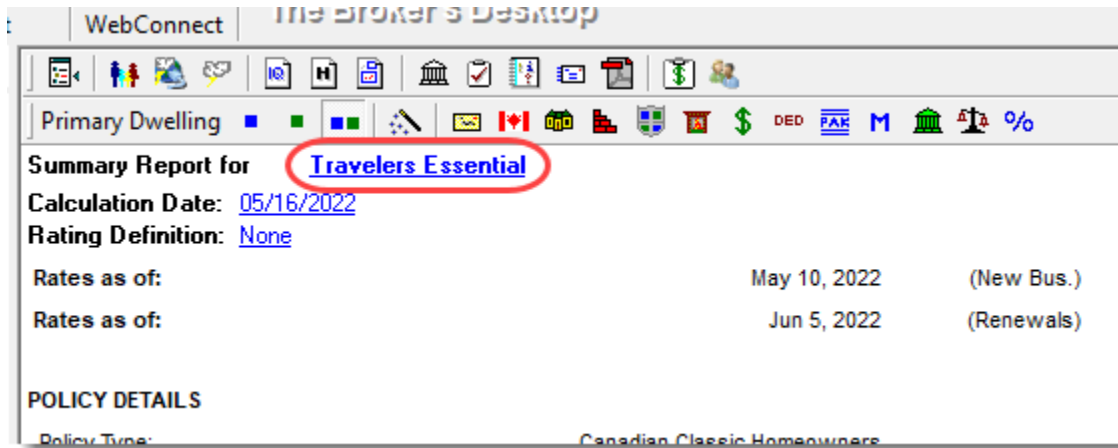 The Broker's Desktop
WebConnect
Primary Dwelling DED PAK M %
Summary Report for Travelers Essential
Calculation Date: 05/16/2022
Rating Definition: None
Rates as of: May 10, 2022 (New Bus.)
Rates as of: Jun 5, 2022 (Renewals)
POLICY DETAILS
Policy Type: Canadian Classic Homeowners